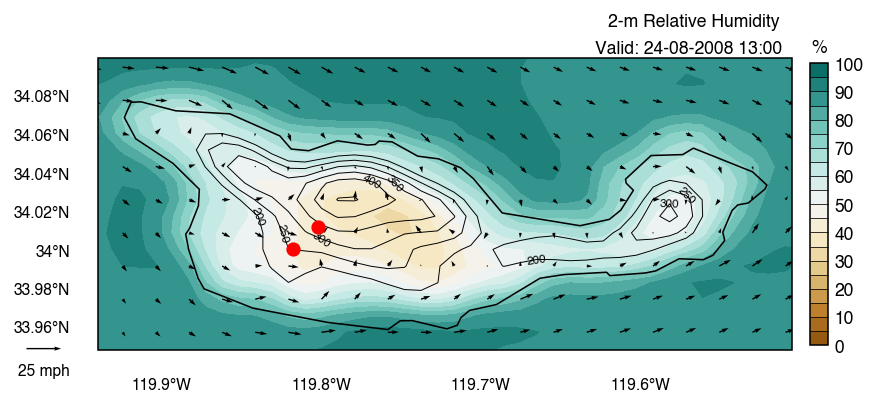 2-m Relative Humidity
Valid: 24-08-2008 13:00
%
100
90
80
70
60
50
40
30
20
10
0
34.08°N
34.06°N
34.04°N
34.02°N
34°N
33.98°N
33.96°N
400
350
200
250
300
250
300
200
25 mph
119.9°W
119.8°W
119.7°W
119.6°W